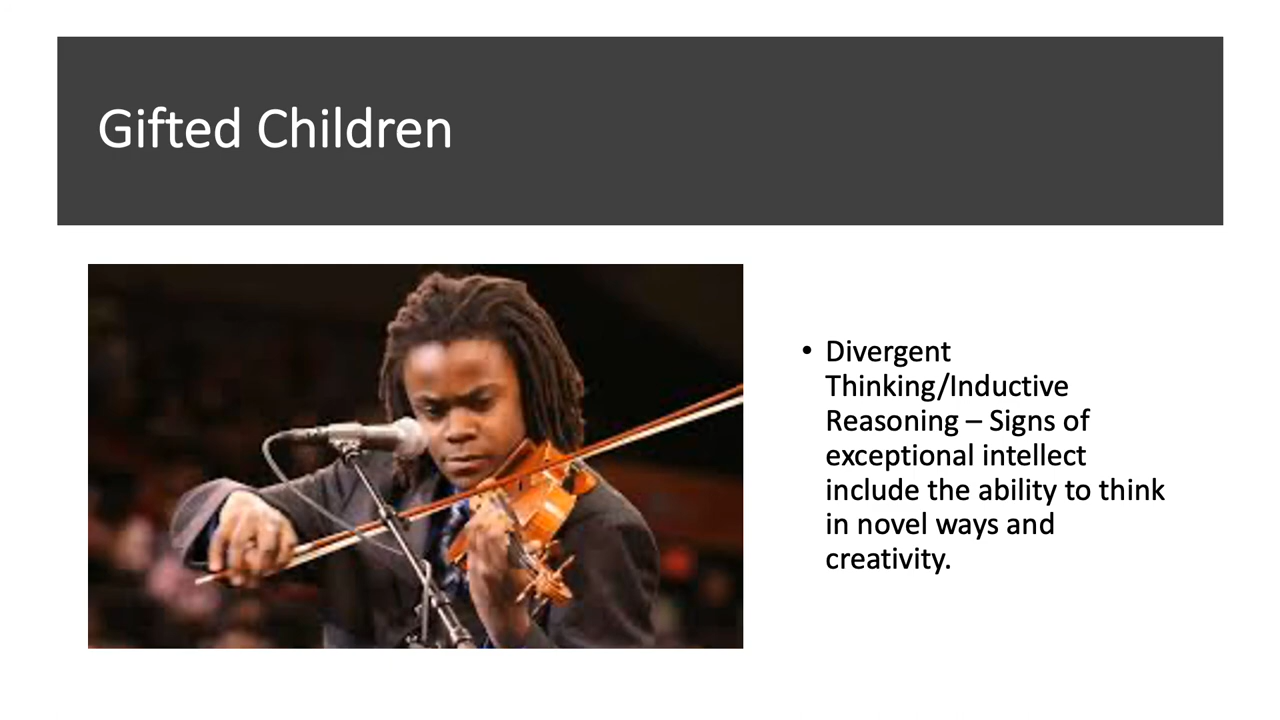 Gifted Children
• Divergent
Thinking/Inductive
Reasoning – Signs of
exceptional intellect
include the ability to think
in novel ways and
creativity.